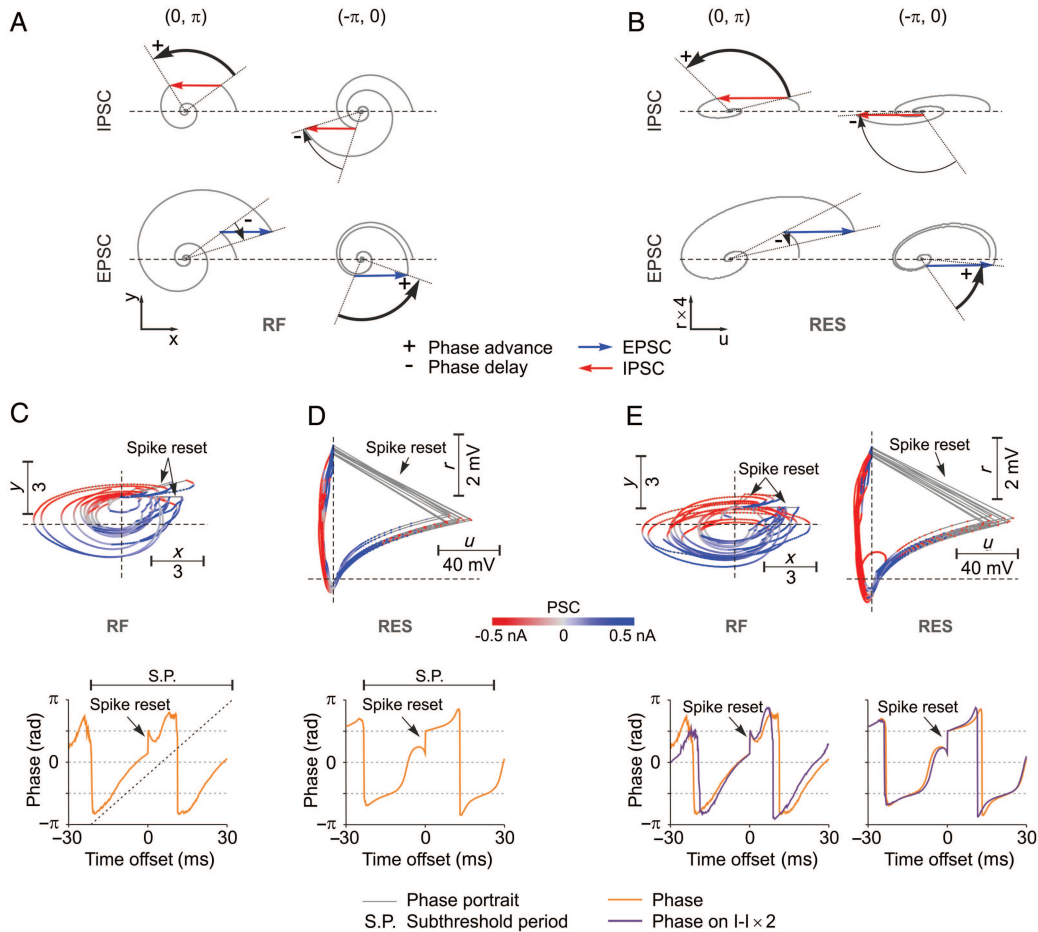 A
(0, π)
(-π, 0)
B
(0, π)
(-π, 0)
IPSC
+
-
IPSC
+
-
EPSC
-
+
EPSC
-
+
y
x
RF
r × 4
u
RES
+ Phase advance
EPSC
- Phase delay
IPSC
C
D
E
Spike reset
y
3
x
3
RF
Spike reset
r
2 mV
u
40 mV
RES
Spike reset
y
3
x
3
RF
Spike reset
r
2 mV
u
40 mV
RES
PSC
-0.5 nA
0
0.5 nA
S.P.
Spike reset
Phase (rad)
π
0
−π
−30
0
30
Time offset (ms)
S.P.
Spike reset
Phase (rad)
π
0
−π
−30
0
30
Time offset (ms)
Spike reset
Phase (rad)
π
0
−π
−30
0
30
Time offset (ms)
Spike reset
−30
0
30
Time offset (ms)
Phase portrait
Phase
S.P. Subthreshold period
Phase on I-I × 2